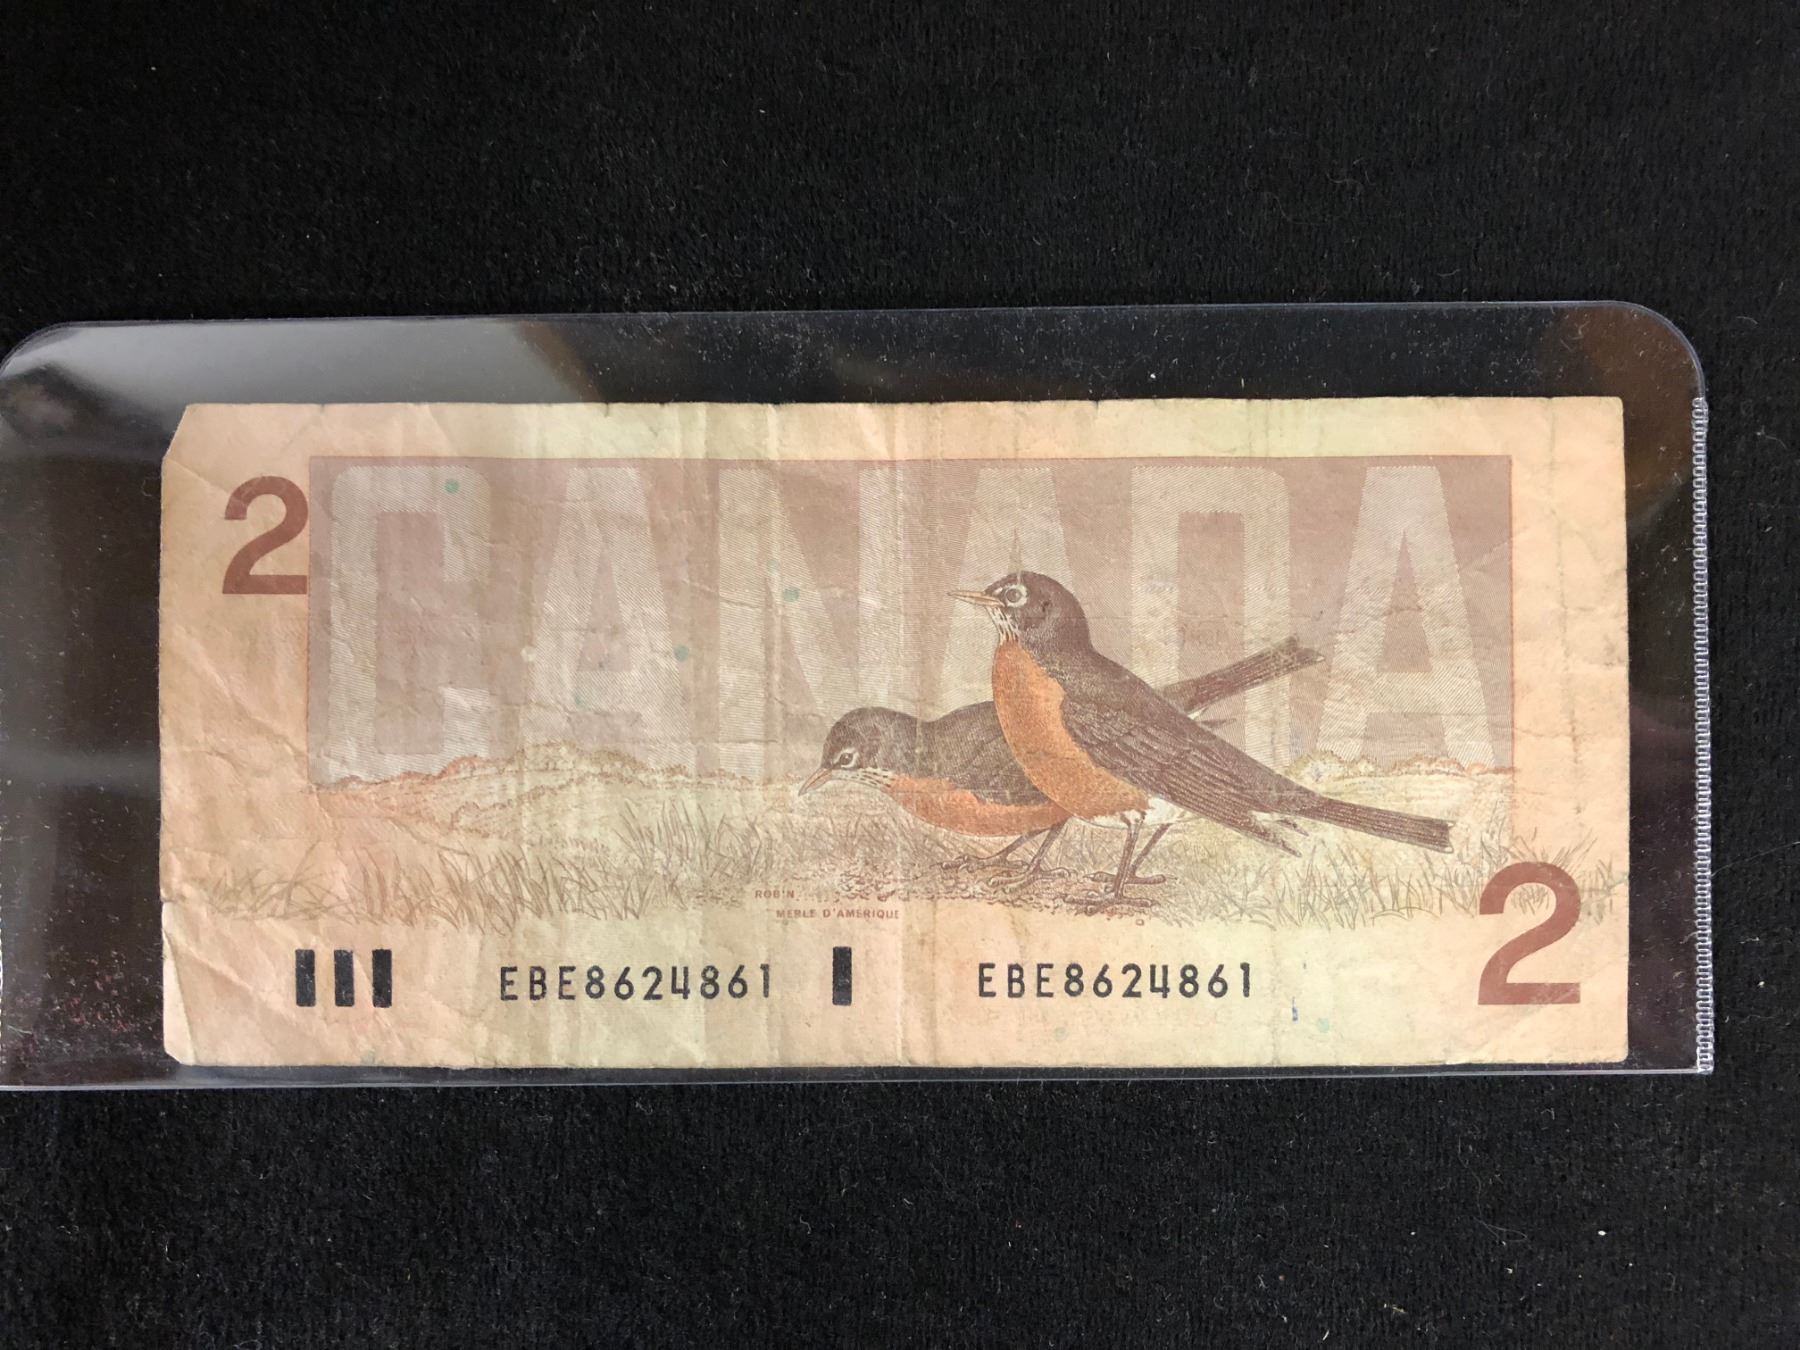 2
CANADA
ROBIN
MERLE D'AMÉRIQUE
EBE8624861 EBE8624861
2